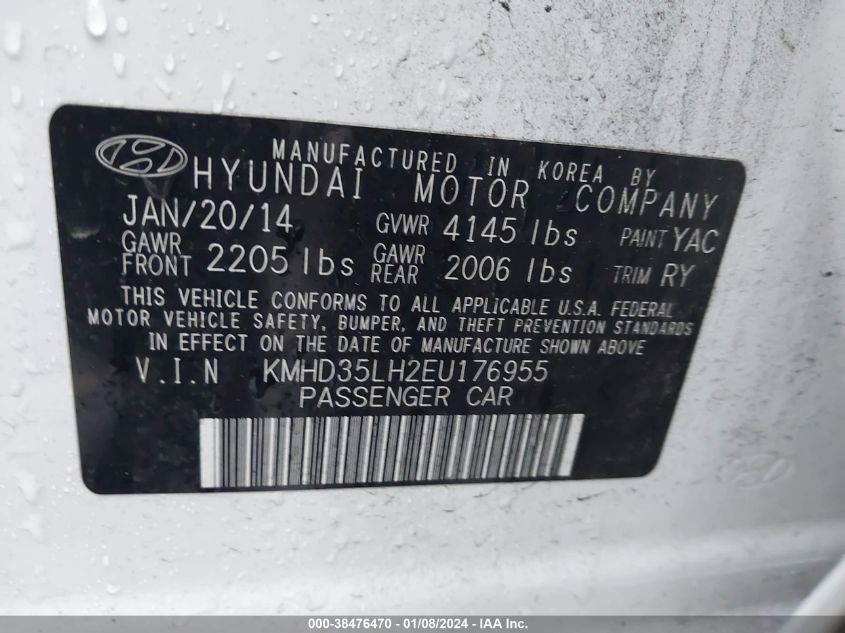 MANUFACTURED IN KOREA BY
HYUNDAI MOTOR COMPANY
JAN/20/14 GVWR 4145 lbs PAINT YAC
GAWR FRONT 2205 lbs GAWR REAR 2006 lbs TRIM RY
THIS VEHICLE CONFORMS TO ALL APPLICABLE U.S.A. FEDERAL
MOTOR VEHICLE SAFETY, BUMPER, AND THEFT PREVENTION STANDARDS
IN EFFECT ON THE DATE OF MANUFACTURE SHOWN ABOVE
V.I.N KMHD35LH2EU176955
PASSENGER CAR
000-38476470 - 01/08/2024 - IAA Inc.